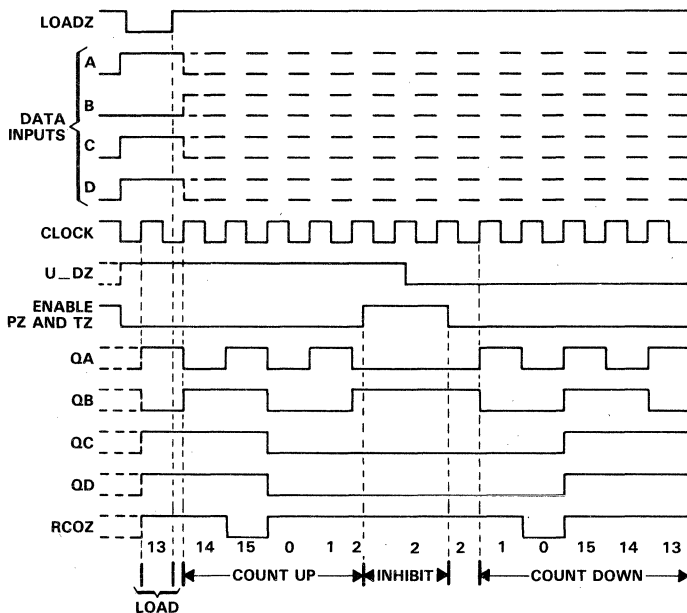 LOADZ
A
B
DATA
INPUTS
C
D
CLOCK
U_DZ
ENABLE
PZ AND TZ
QA
QB
QC
QD
RCOZ
13 14 15 0 1 2 2 2 1 0 15 14 13
COUNT UP INHIBIT COUNT DOWN
LOAD